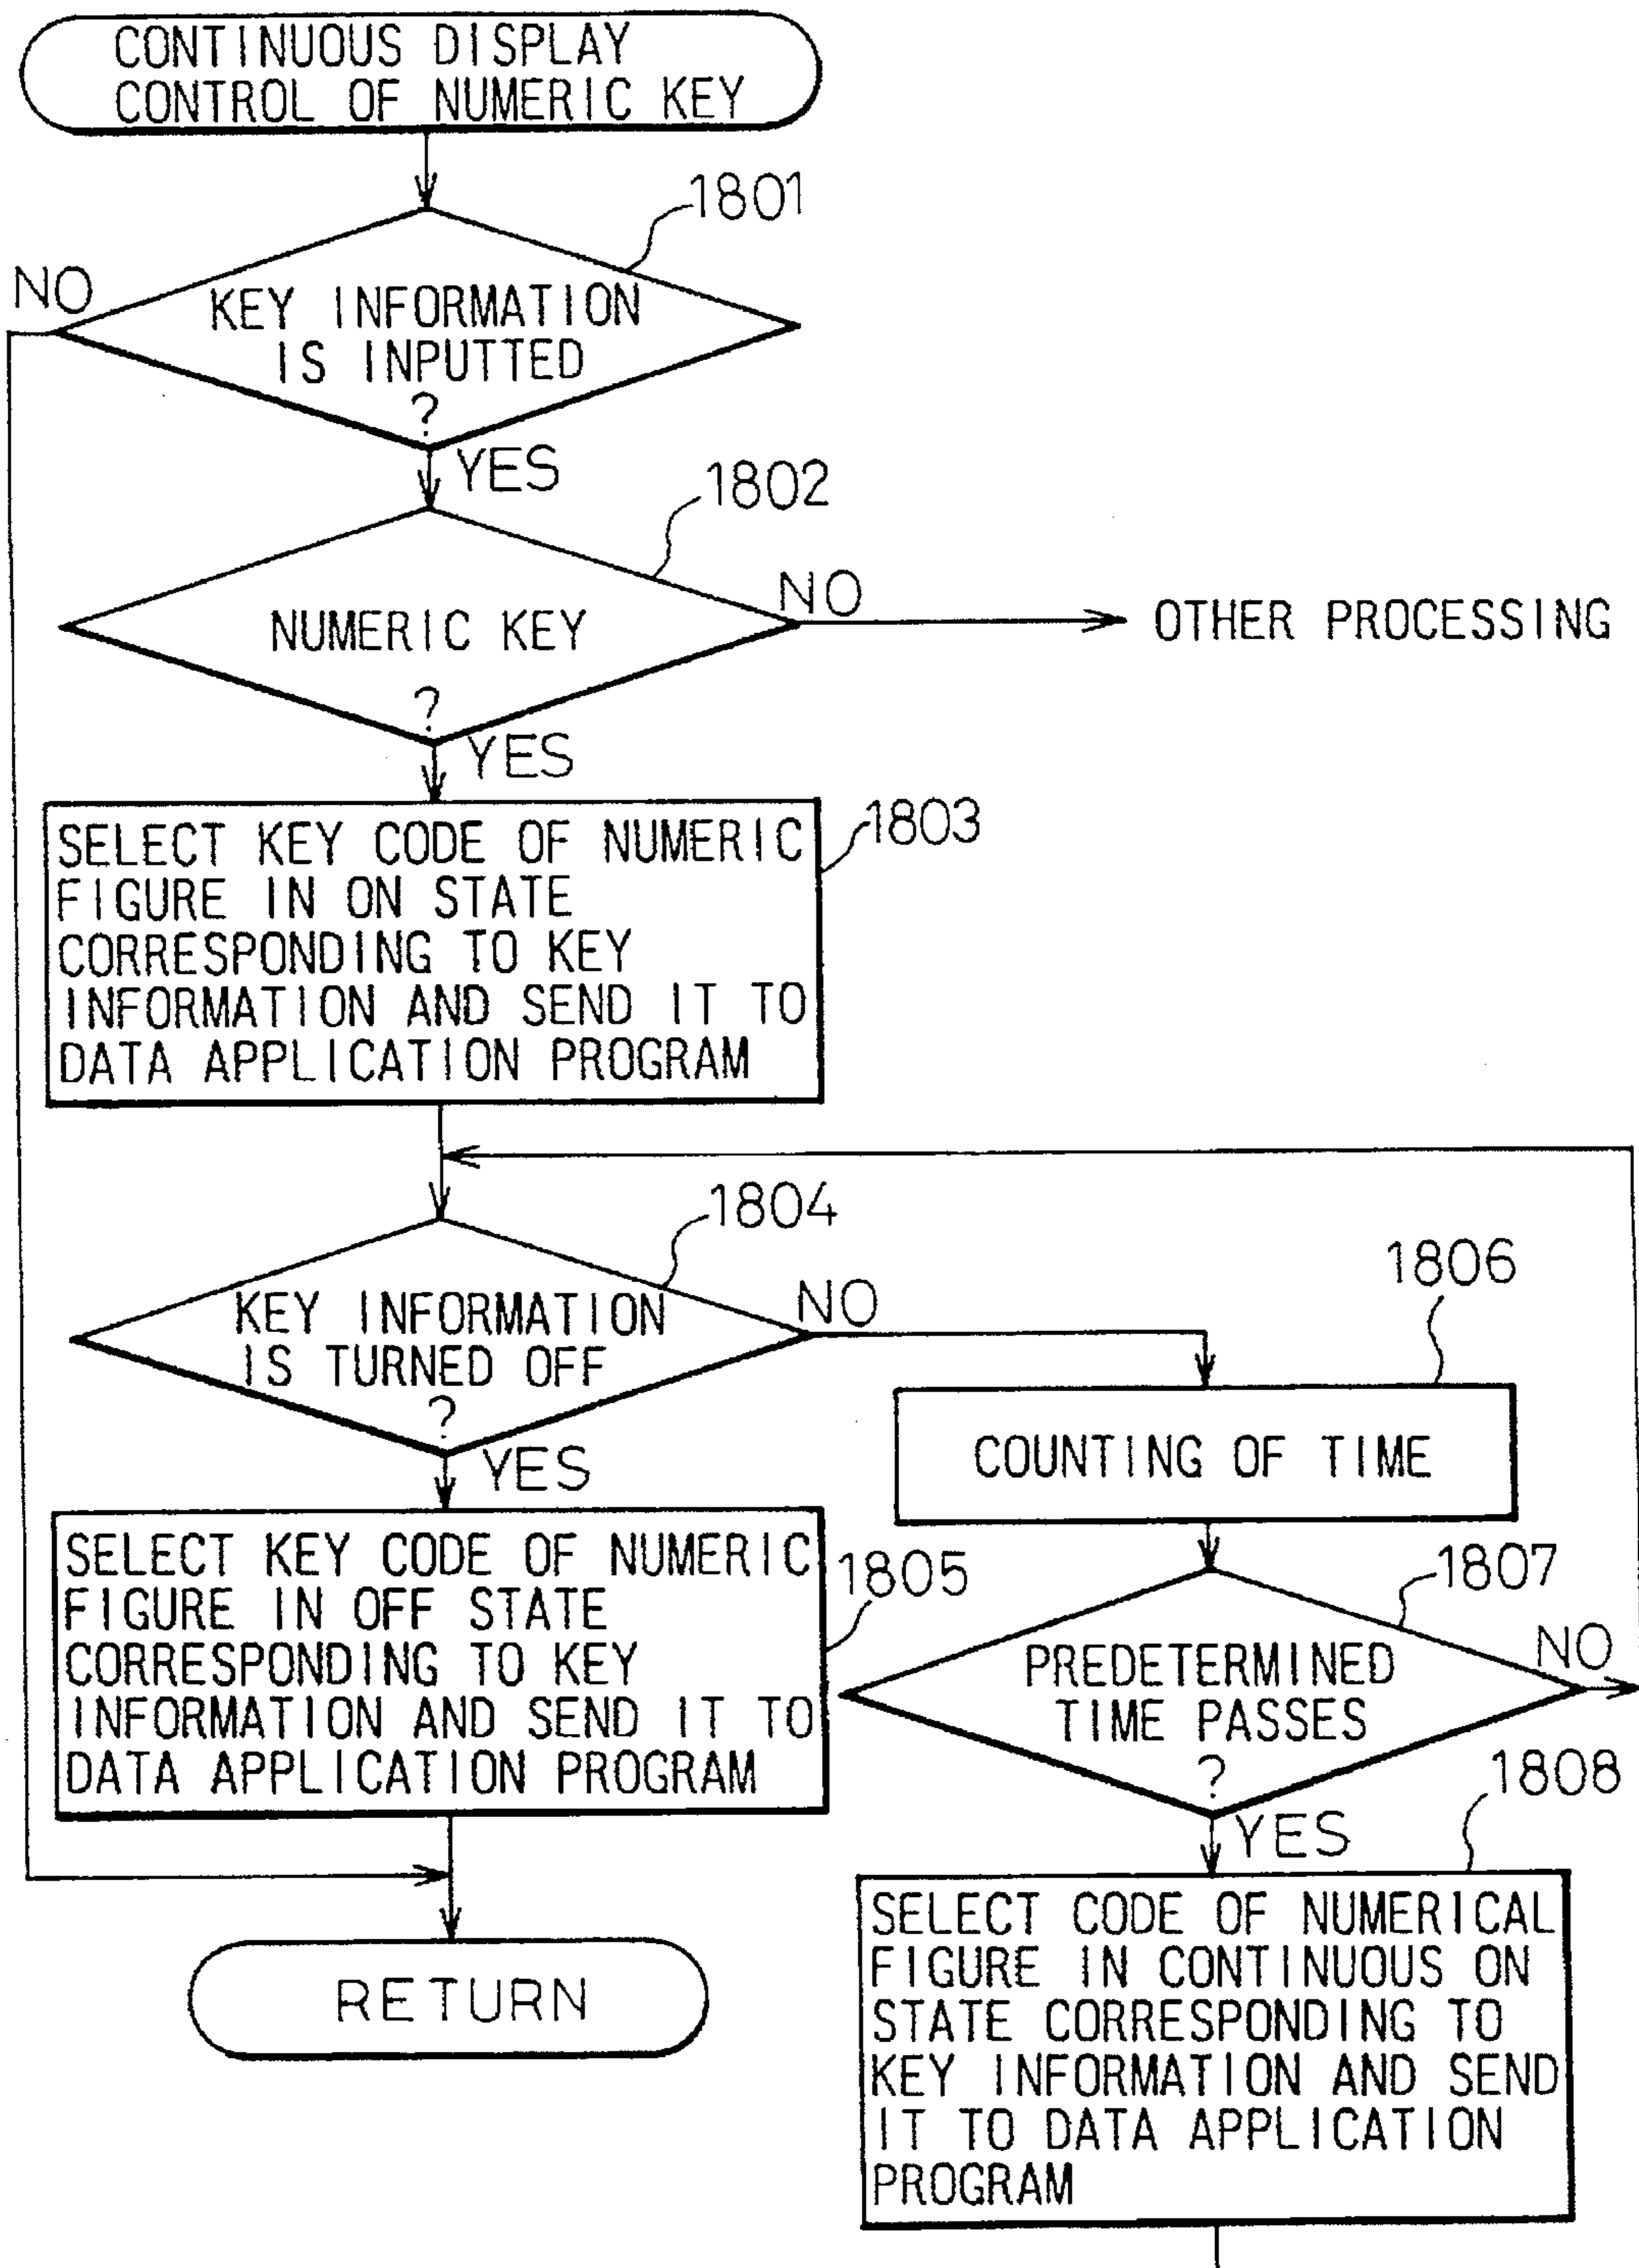 CONTINUOUS DISPLAY
CONTROL OF NUMERIC KEY
1801
NO
KEY INFORMATION
IS INPUTTED
?
YES
1802
NO
NUMERIC KEY
OTHER PROCESSING
?
YES
1803
SELECT KEY CODE OF NUMERIC
FIGURE IN ON STATE
CORRESPONDING TO KEY
INFORMATION AND SEND IT TO
DATA APPLICATION PROGRAM
1804
KEY INFORMATION
IS TURNED OFF
?
NO
YES
1806
COUNTING OF TIME
SELECT KEY CODE OF NUMERIC
FIGURE IN OFF STATE
CORRESPONDING TO KEY
INFORMATION AND SEND IT TO
DATA APPLICATION PROGRAM
1805
1807
PREDETERMINED
TIME PASSES
?
NO
YES
1808
SELECT CODE OF NUMERICAL
FIGURE IN CONTINUOUS ON
STATE CORRESPONDING TO
KEY INFORMATION AND SEND
IT TO DATA APPLICATION
PROGRAM
RETURN